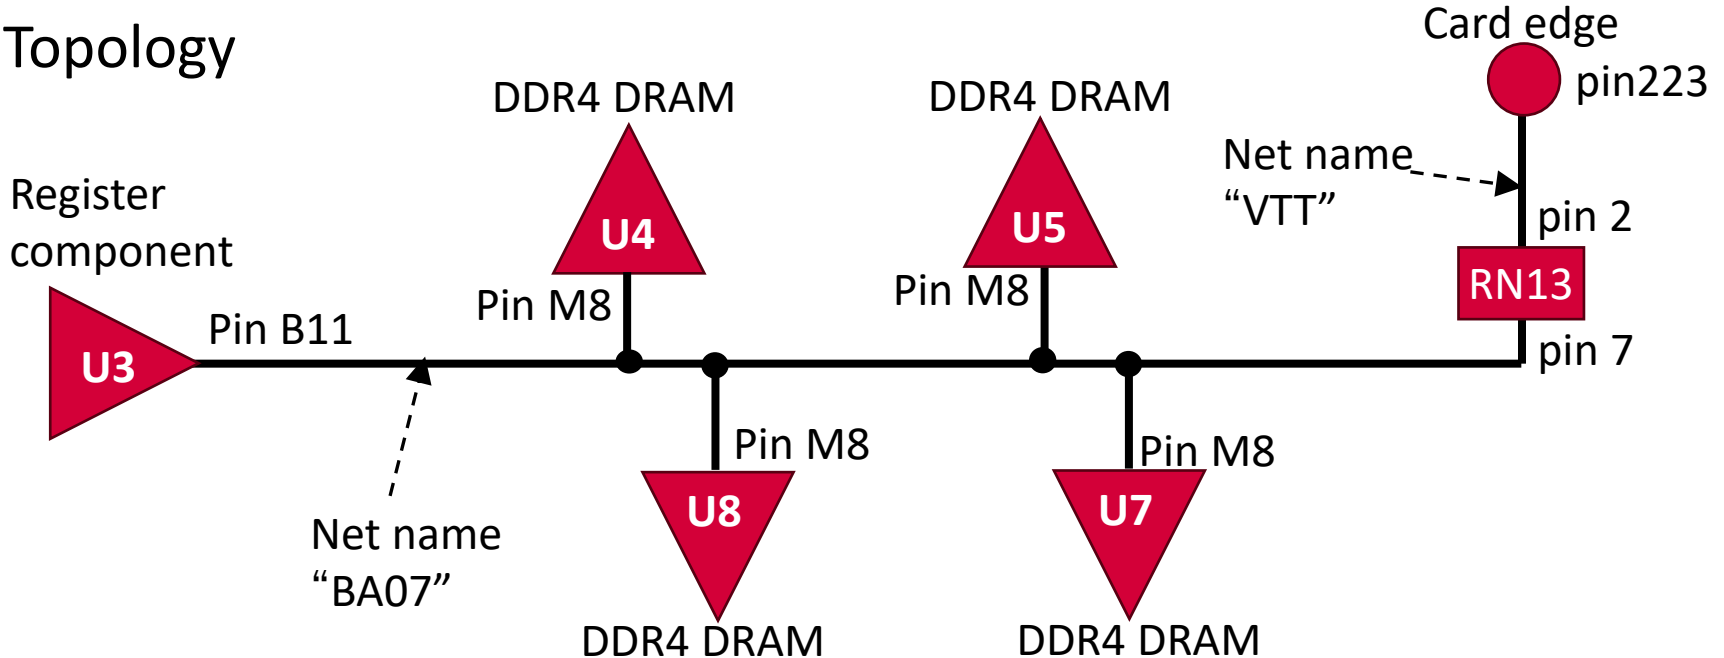 Topology
Card edge
pin223
DDR4 DRAM
DDR4 DRAM
Net name
“VTT”
Register
component
U4
U5
pin 2
RN13
Pin M8
Pin M8
Pin B11
U3
pin 7
Pin M8
Pin M8
U8
U7
Net name
“BA07”
DDR4 DRAM
DDR4 DRAM